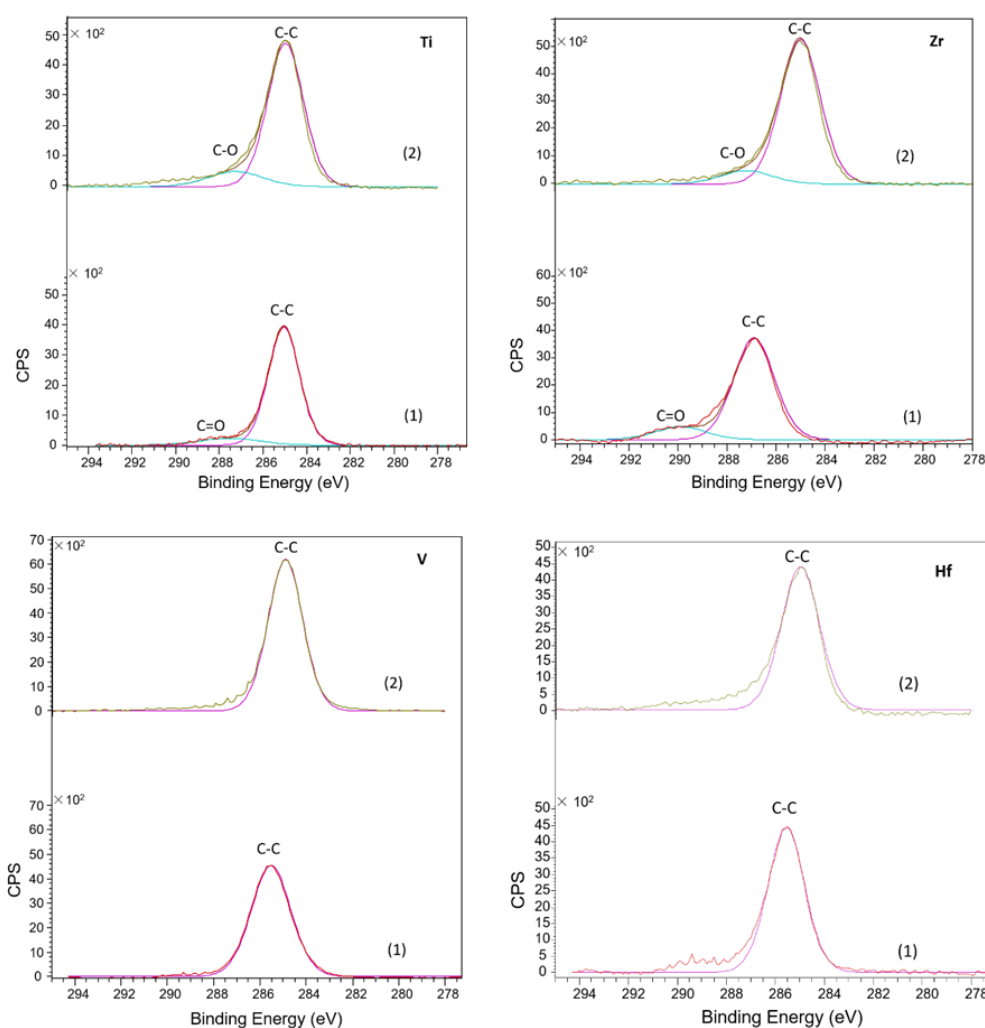 × 10²
C-C
Ti
50
40
30
20
C-O
10
(2)
0
× 10²
50
C-C
40
30
20
C=O
10
(1)
0
CPS
294 292 290 288 286 284 282 280 278
Binding Energy (eV)
× 10²
C-C
Zr
50
40
30
20
C-O
10
(2)
0
60
× 10²
50
C-C
40
30
20
C=O
10
(1)
0
CPS
294 292 290 288 286 284 282 280 278
Binding Energy (eV)
70
× 10²
C-C
V
60
50
40
30
20
10
(2)
0
70
× 10²
60
50
C-C
40
30
20
10
(1)
0
CPS
294 292 290 288 286 284 282 280 278
Binding Energy (eV)
50
× 10²
C-C
Hf
45
40
35
30
25
20
15
10
(2)
5
0
50
× 10²
C-C
45
40
35
30
25
20
15
10
5
(1)
0
CPS
294 292 290 288 286 284 282 280 278
Binding Energy (eV)